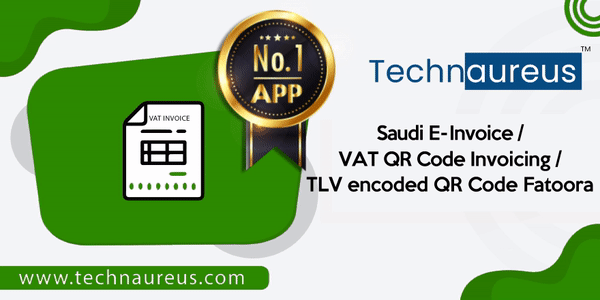 No.1
APP
VAT INVOICE
Technaureus
TM
Saudi E-Invoice /
VAT QR Code Invoicing /
TLV encoded QR Code Fatoora
www.technaureus.com